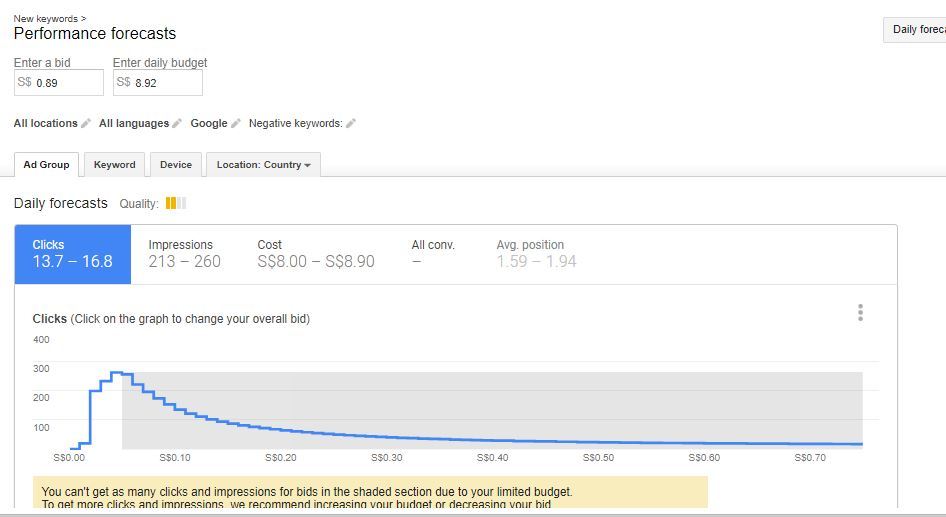 New keywords >
Performance forecasts
Daily foreca
Enter a bid Enter daily budget
S$ 0.89 S$ 8.92
All locations All languages Google Negative keywords:
Ad Group Keyword Device Location: Country
Daily forecasts Quality:
Clicks Impressions Cost All conv. Avg. position
13.7 – 16.8 213 – 260 S$8.00 – S$8.90 – 1.59 – 1.94
Clicks (Click on the graph to change your overall bid)
400
300
200
100
S$0.00 S$0.10 S$0.20 S$0.30 S$0.40 S$0.50 S$0.60 S$0.70
You can't get as many clicks and impressions for bids in the shaded section due to your limited budget.
To get more clicks and impressions, we recommend increasing your budget or decreasing your bid